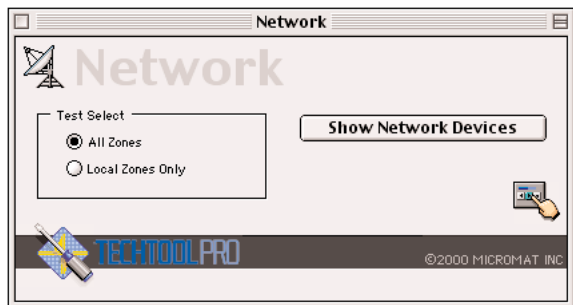 Network
Network
Test Select
All Zones
Local Zones Only
Show Network Devices
TECHTOOLPRO
©2000 MICROMAT INC